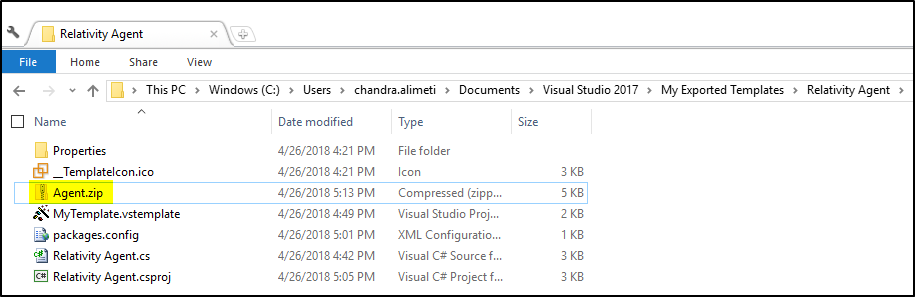 Relativity Agent
File Home Share View
This PC Windows (C:) Users chandra.alimeti Documents Visual Studio 2017 My Exported Templates Relativity Agent
Name Date modified Type Size
Properties 4/26/2018 4:21 PM File folder
__TemplateIcon.ico 4/26/2018 4:21 PM Icon 3 KB
Agent.zip 4/26/2018 5:13 PM Compressed (zipp... 5 KB
MyTemplate.vstemplate 4/26/2018 4:49 PM Visual Studio Proj... 2 KB
packages.config 4/26/2018 5:01 PM XML Configuratio... 1 KB
Relativity Agent.cs 4/26/2018 4:42 PM Visual C# Source f... 3 KB
Relativity Agent.csproj 4/26/2018 5:05 PM Visual C# Project f... 3 KB